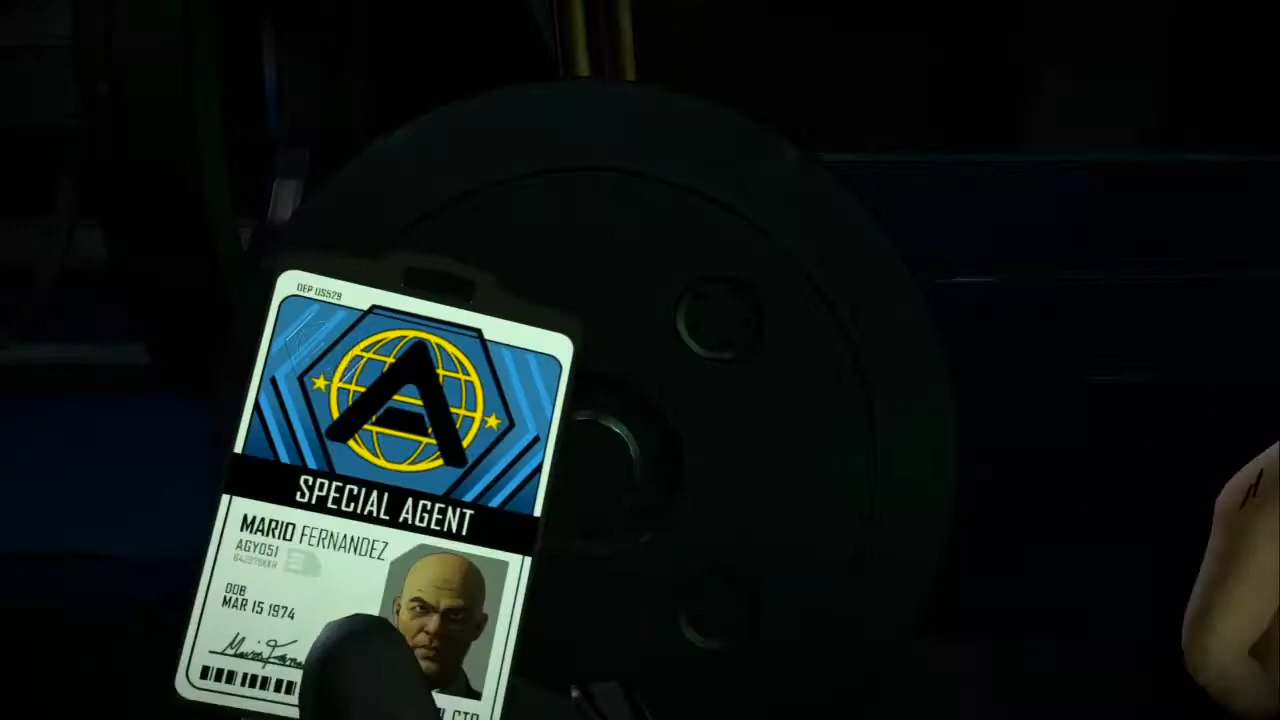 DEP US529
SPECIAL AGENT
MARIO FERNANDEZ
AGY051
DOB
MAR 15 1974